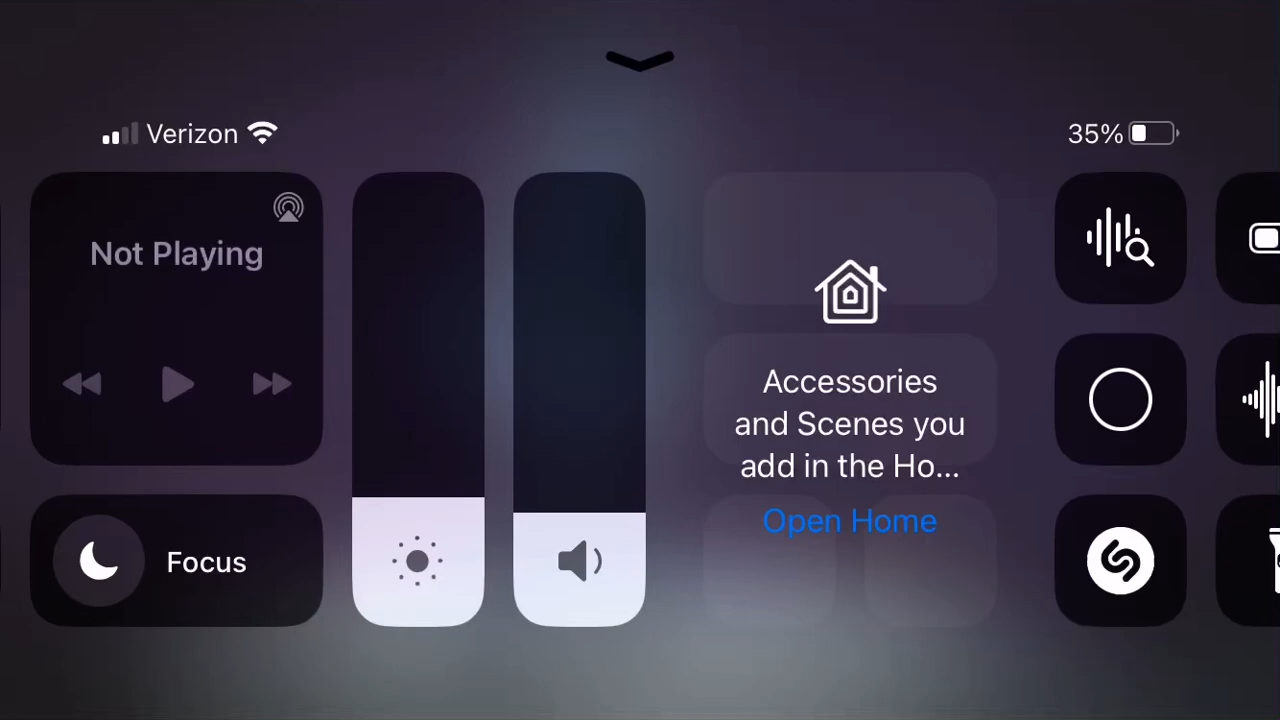 Verizon
35%
Not Playing
Accessories
and Scenes you
add in the Ho...
Open Home
Focus